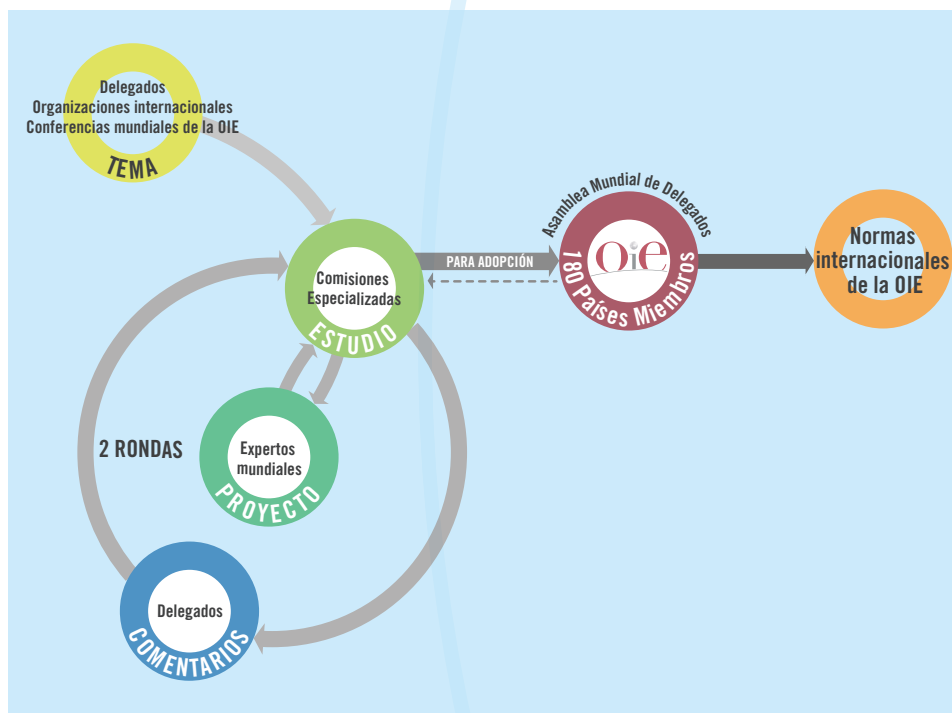 Delegados
Organizaciones internacionales
Conferencias mundiales de la OIE
TEMA
Comisiones
Especializadas
ESTUDIO
PARA ADOPCIÓN
Asamblea Mundial de Delegados
Oie
180 Países Miembros
Normas
internacionales
de la OIE
2 RONDAS
Expertos
mundiales
PROYECTO
Delegados
COMENTARIOS